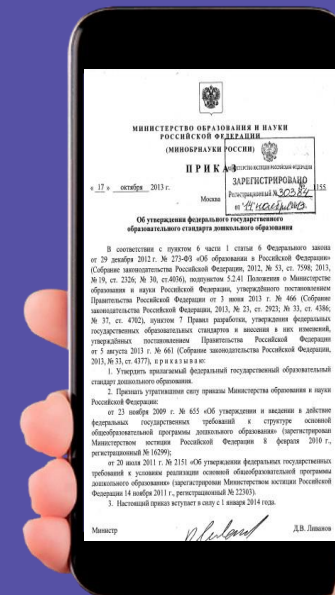 МИНИСТЕРСТВО ОБРАЗОВАНИЯ И НАУКИ
РОССИЙСКОЙ ФЕДЕРАЦИИ
(МИНОБРНАУКИ РОССИИ)
ПРИКАЗ
ЗАРЕГИСТРИРОВАНО
Регистрационный № 30384
« 17 » октября 2013 г.
1155
Москва
от "14" ноября 2013
Об утверждении федерального государственного
образовательного стандарта дошкольного образования
В соответствии с пунктом 6 части 1 статьи 6 Федерального закона
от 29 декабря 2012 г. № 273-ФЗ «Об образовании в Российской Федерации»
(Собрание законодательства Российской Федерации, 2012, № 53, ст. 7598; 2013,
№ 19, ст. 2326; № 30, ст.4036), подпунктом 5.2.41 Положения о Министерстве
образования и науки Российской Федерации, утверждённого постановлением
Правительства Российской Федерации от 3 июня 2013 г. № 466 (Собрание
законодательства Российской Федерации, 2013, № 23, ст. 2923; № 33, ст. 4386;
№ 37, ст. 4702), пунктом 7 Правил разработки, утверждения федеральных
государственных образовательных стандартов и внесения в них изменений,
утверждённых постановлением Правительства Российской Федерации
от 5 августа 2013 г. № 661 (Собрание законодательства Российской Федерации,
2013, № 33, ст. 4377), п р и к а з ы в а ю:
1. Утвердить прилагаемый федеральный государственный образовательный
стандарт дошкольного образования.
2. Признать утратившими силу приказы Министерства образования и науки
Российской Федерации:
от 23 ноября 2009 г. № 655 «Об утверждении и введении в действие
федеральных государственных требований к структуре основной
общеобразовательной программы дошкольного образования» (зарегистрирован
Министерством юстиции Российской Федерации 8 февраля 2010 г.,
регистрационный № 16299);
от 20 июля 2011 г. № 2151 «Об утверждении федеральных государственных
требований к условиям реализации основной общеобразовательной программы
дошкольного образования» (зарегистрирован Министерством юстиции Российской
Федерации 14 ноября 2011 г., регистрационный № 22303).
3. Настоящий приказ вступает в силу с 1 января 2014 года.
Министр
Д.В. Ливанов